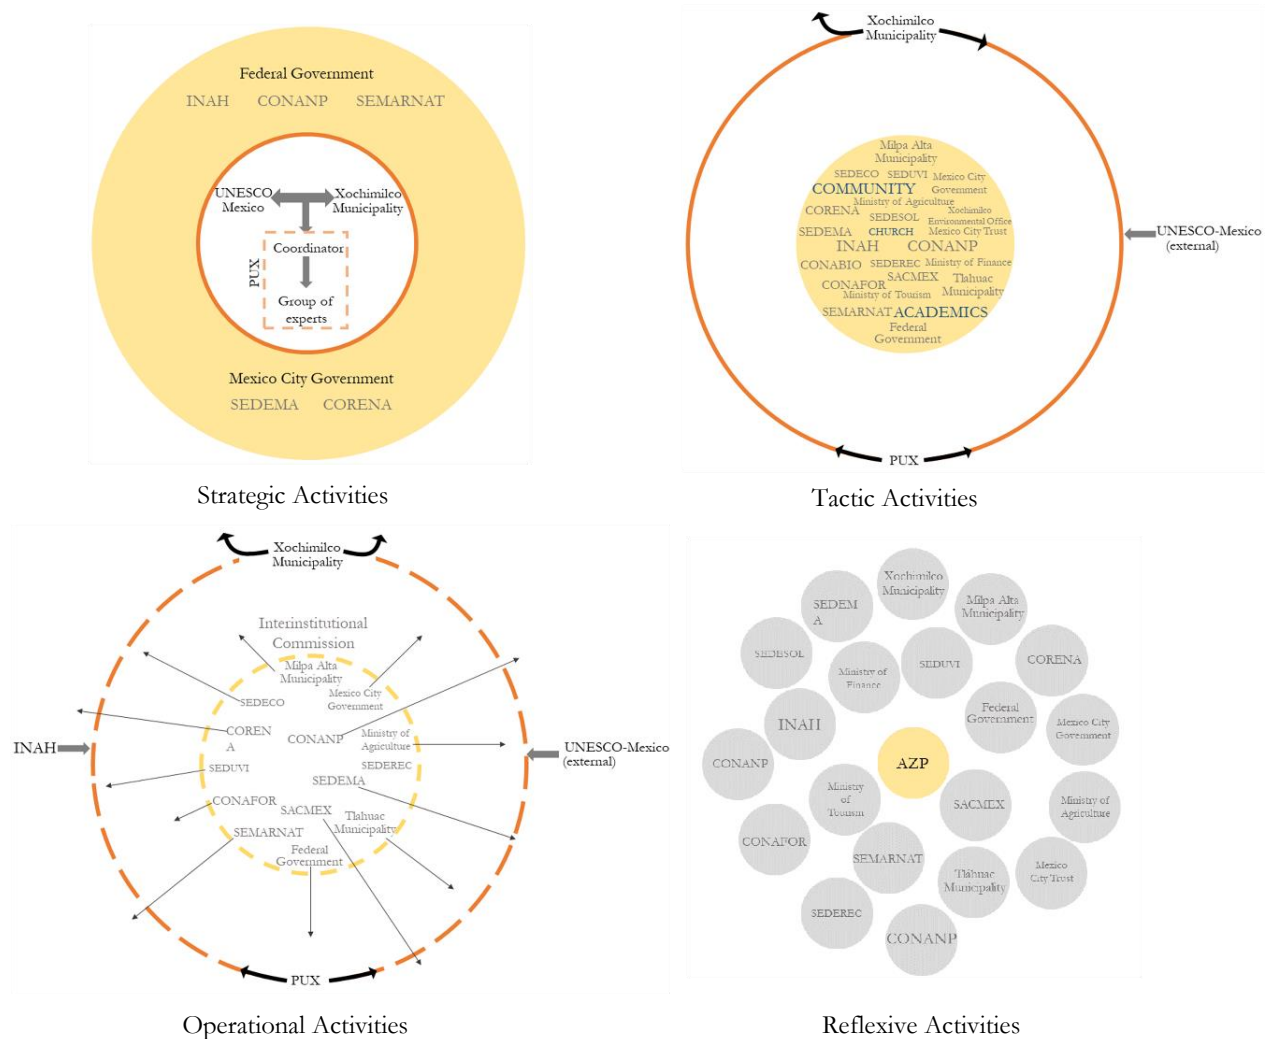 Federal Government
INAH CONANP SEMARNAT
UNESCO
Mexico
Xochimilco
Municipality
Coordinator
PUX
Group of
experts
Mexico City Government
SEDEMA CORENA
Strategic Activities
Xochimilco
Municipality
Milpa Alta
Municipality
SEDECO SEDUVI Mexico City
Government
COMMUNITY
Ministry of Agriculture
CORENA
SEDESOL
Xochimilco
Environmental Office
SEDEMA
CHURCH
Mexico City Trust
INAH CONANP
CONABIO SEDEREC Ministry of Finance
SACMEX
CONAFOR
Tlahuac
Municipality
Ministry of Tourism
SEMARNAT ACADEMICS
Federal
Government
UNESCO-Mexico
(external)
PUX
Tactic Activities
Xochimilco
Municipality
Interinstitutional
Commission
Milpa Alta
Municipality
Mexico City
Government
SEDECO
COREN
A
CONANP
Ministry of
Agriculture
INAH
UNESCO-Mexico
(external)
SEDUVI
SEDEREC
SEDEMA
CONAFOR
SACMEX
Tlahuac
Municipality
SEMARNAT
Federal
Government
PUX
Operational Activities
Xochimilco
Municipality
SEDEM
A
Milpa Alta
Municipality
SEDESOL
Ministry of
Finance
SEDUVI
CORENA
INAH
Federal
Government
Mexico City
Government
CONANP
AZP
Ministry
of
Tourism
SACMEX
Ministry of
Agriculture
CONAFOR
SEMARNAT
Tlahuac
Municipality
Mexico
City Trust
SEDEREC
CONANP
Reflexive Activities